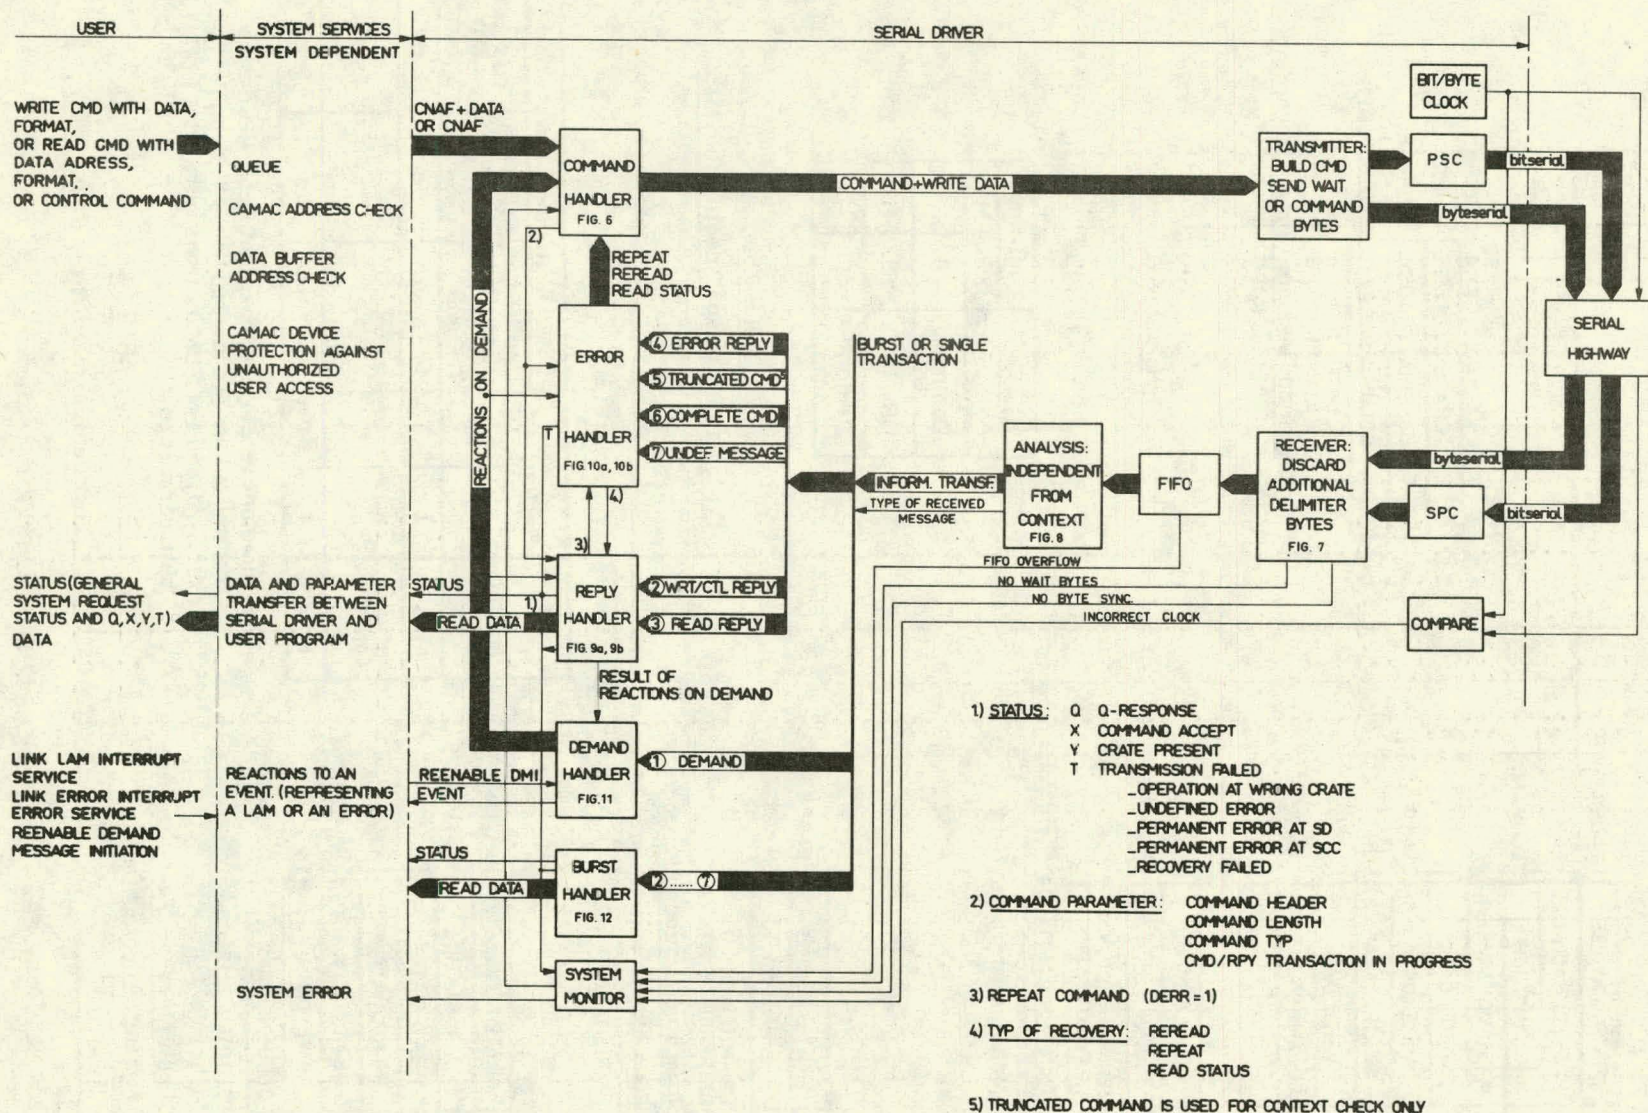 USER
SYSTEM SERVICES
SYSTEM DEPENDENT
SERIAL DRIVER
WRITE CMD WITH DATA,
FORMAT,
OR READ CMD WITH
DATA ADRESS,
FORMAT,
OR CONTROL COMMAND
QUEUE
CAMAC ADDRESS CHECK
DATA BUFFER
ADDRESS CHECK
CAMAC DEVICE
PROTECTION AGAINST
UNAUTHORIZED
USER ACCESS
CNAF + DATA
OR CNAF
COMMAND
HANDLER
FIG. 6
2.)
COMMAND+WRITE DATA
TRANSMITTER:
BUILD CMD
SEND WAIT
OR COMMAND
BYTES
BIT/BYTE
CLOCK
PSC
bitserial
byteserial
SERIAL
HIGHWAY
REPEAT
REREAD
READ STATUS
REACTIONS ON DEMAND
ERROR
HANDLER
FIG.10a, 10b
T
4 ERROR REPLY
5 TRUNCATED CMD 5
6 COMPLETE CMD
7 UNDEF MESSAGE
BURST OR SINGLE
TRANSACTION
INFORM. TRANSF.
TYPE OF RECEIVED
MESSAGE
ANALYSIS:
INDEPENDENT
FROM
CONTEXT
FIG. 8
FIFO
RECEIVER:
DISCARD
ADDITIONAL
DELIMITER
BYTES
FIG. 7
byteserial
SPC
bitserial
3.)
4.)
FIFO OVERFLOW
NO WAIT BYTES
NO BYTE SYNC.
INCORRECT CLOCK
COMPARE
STATUS (GENERAL
SYSTEM REQUEST
STATUS AND Q,X,Y,T)
DATA
DATA AND PARAMETER
TRANSFER BETWEEN
SERIAL DRIVER AND
USER PROGRAM
STATUS
1.)
READ DATA
REPLY
HANDLER
FIG. 9a, 9b
2 WRT/CTL REPLY
3 READ REPLY
RESULT OF
REACTIONS ON DEMAND
LINK LAM INTERRUPT
SERVICE
LINK ERROR INTERRUPT
ERROR SERVICE
REENABLE DEMAND
MESSAGE INITIATION
REACTIONS TO AN
EVENT. (REPRESENTING
A LAM OR AN ERROR)
REENABLE DMI
EVENT
DEMAND
HANDLER
FIG.11
1 DEMAND
STATUS
READ DATA
BURST
HANDLER
FIG. 12
2 ...... 7
SYSTEM ERROR
SYSTEM
MONITOR
1.) STATUS: Q Q-RESPONSE
X COMMAND ACCEPT
Y CRATE PRESENT
T TRANSMISSION FAILED
_OPERATION AT WRONG CRATE
_UNDEFINED ERROR
_PERMANENT ERROR AT SD
_PERMANENT ERROR AT SCC
_RECOVERY FAILED
2.) COMMAND PARAMETER: COMMAND HEADER
COMMAND LENGTH
COMMAND TYP
CMD/RPY TRANSACTION IN PROGRESS
3.) REPEAT COMMAND (DERR = 1)
4.) TYP OF RECOVERY: REREAD
REPEAT
READ STATUS
5.) TRUNCATED COMMAND IS USED FOR CONTEXT CHECK ONLY